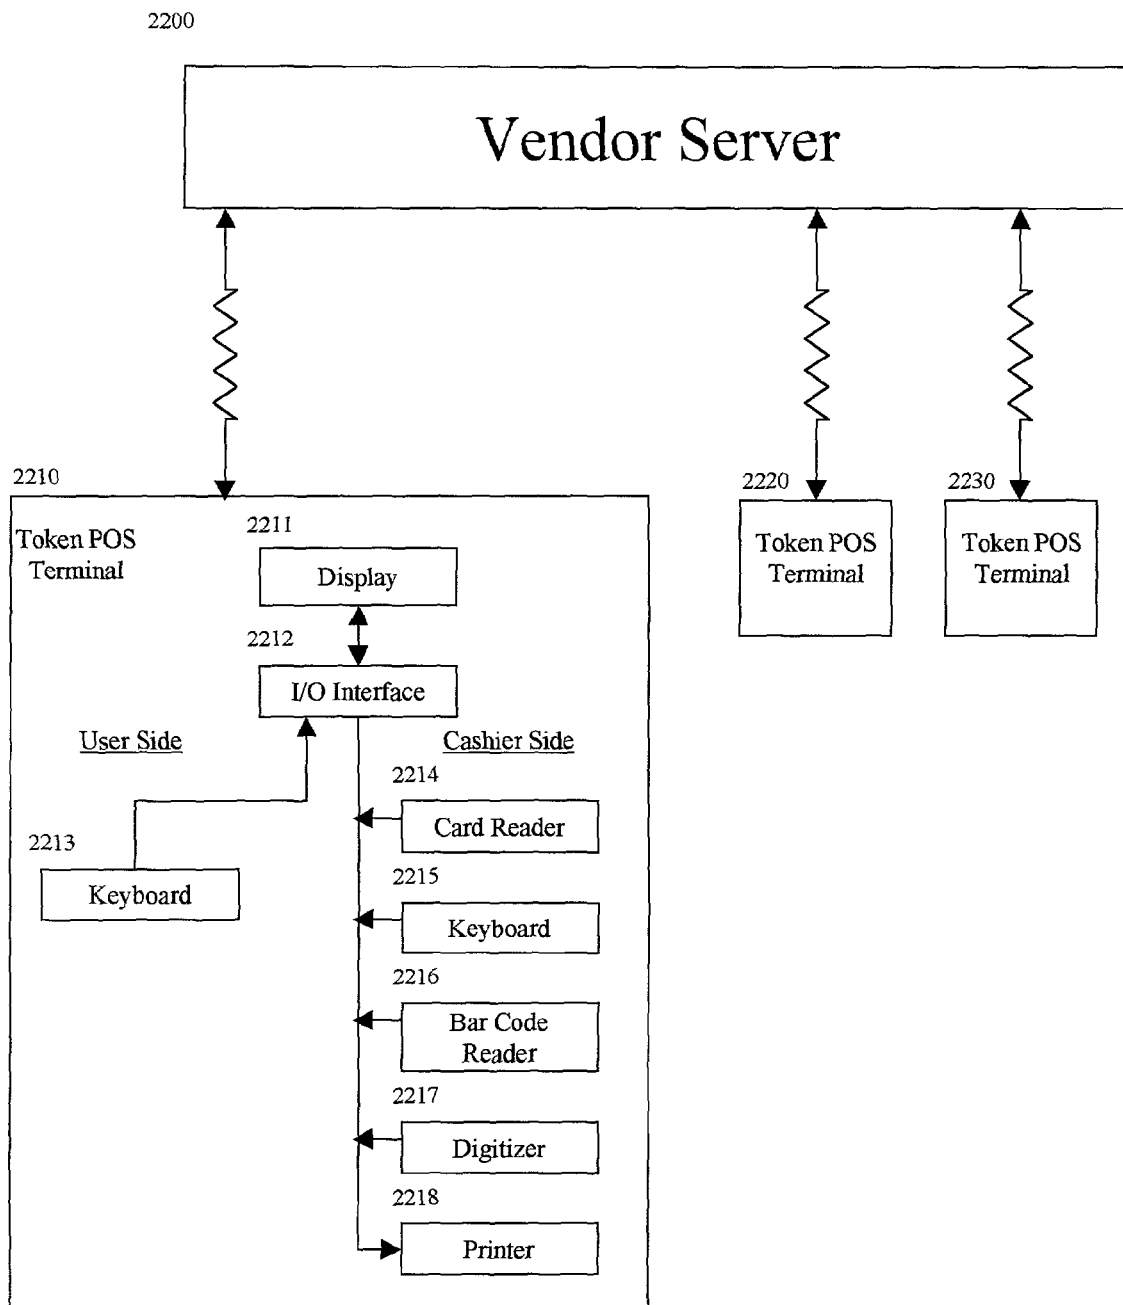 2200
Vendor Server
2210
2220
2230
Token POS
Terminal
Token POS
Terminal
Token POS
Terminal
2211
Display
2212
I/O Interface
User Side
Cashier Side
2213
Keyboard
2214
Card Reader
2215
Keyboard
2216
Bar Code
Reader
2217
Digitizer
2218
Printer